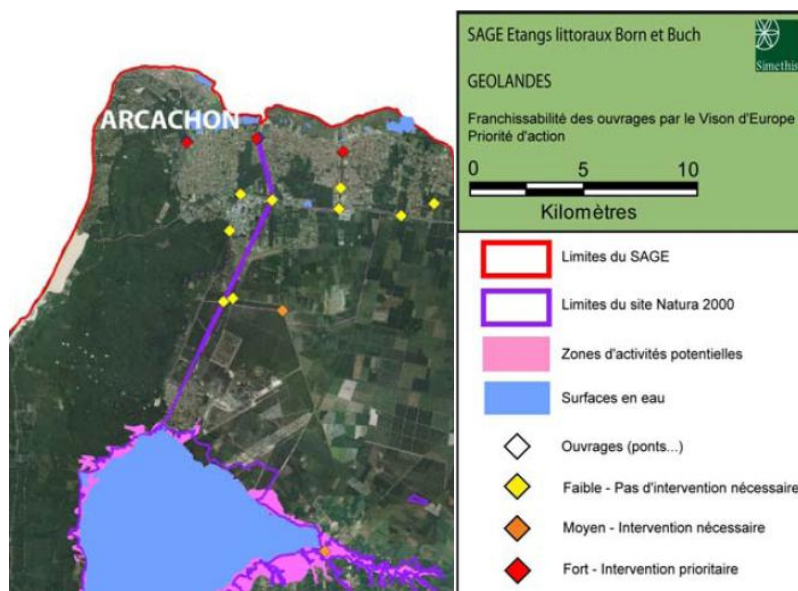 ARCACHON
SAGE Etangs littoraux Born et Buch
Simethis
GEOLANDES
Franchissabilité des ouvrages par le Vison d'Europe
Priorité d'action
0 5 10
Kilomètres
Limites du SAGE
Limites du site Natura 2000
Zones d'activités potentielles
Surfaces en eau
Ouvrages (ponts...)
Faible - Pas d'intervention nécessaire
Moyen - Intervention nécessaire
Fort - Intervention prioritaire